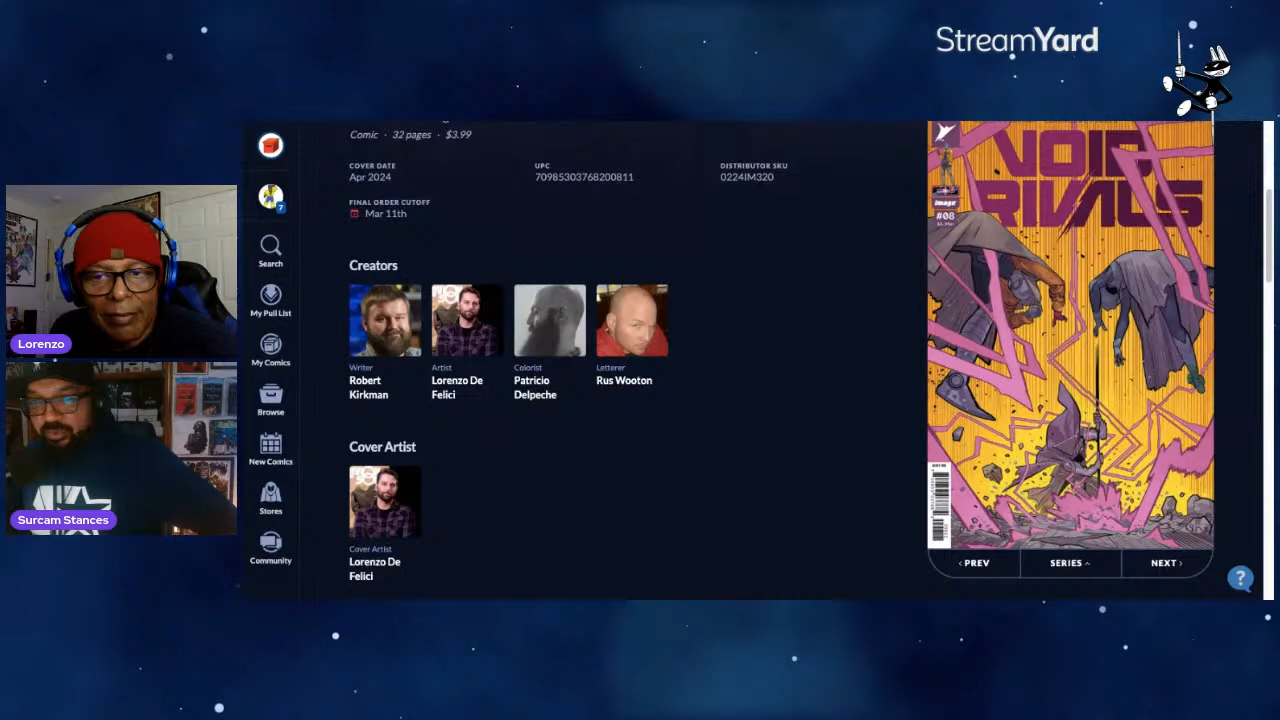 StreamYard
Comic · 32 pages · $3.99
COVER DATE
Apr 2024
UPC
70985303768200811
DISTRIBUTOR SKU
0224IM320
FINAL ORDER CUTOFF
Mar 11th
7
Search
My Pull List
My Comics
Browse
New Comics
Stores
Community
Creators
Writer
Robert
Kirkman
Artist
Lorenzo De
Felici
Colorist
Patricio
Delpeche
Letterer
Rus Wooton
Cover Artist
Cover Artist
Lorenzo De
Felici
VOID
RIVALS
image
#08
‹ PREV
SERIES
NEXT ›
?
Lorenzo
Surcam Stances